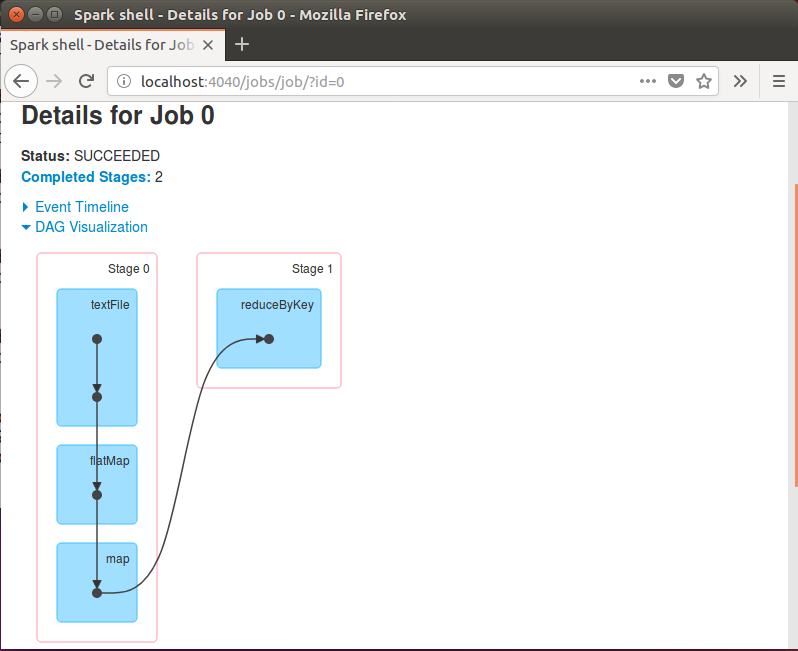 Spark shell - Details for Job 0 - Mozilla Firefox
Spark shell - Details for Job
localhost:4040/jobs/job/?id=0
Details for Job 0
Status: SUCCEEDED
Completed Stages: 2
Event Timeline
DAG Visualization
Stage 0
textFile
flatMap
map
Stage 1
reduceByKey